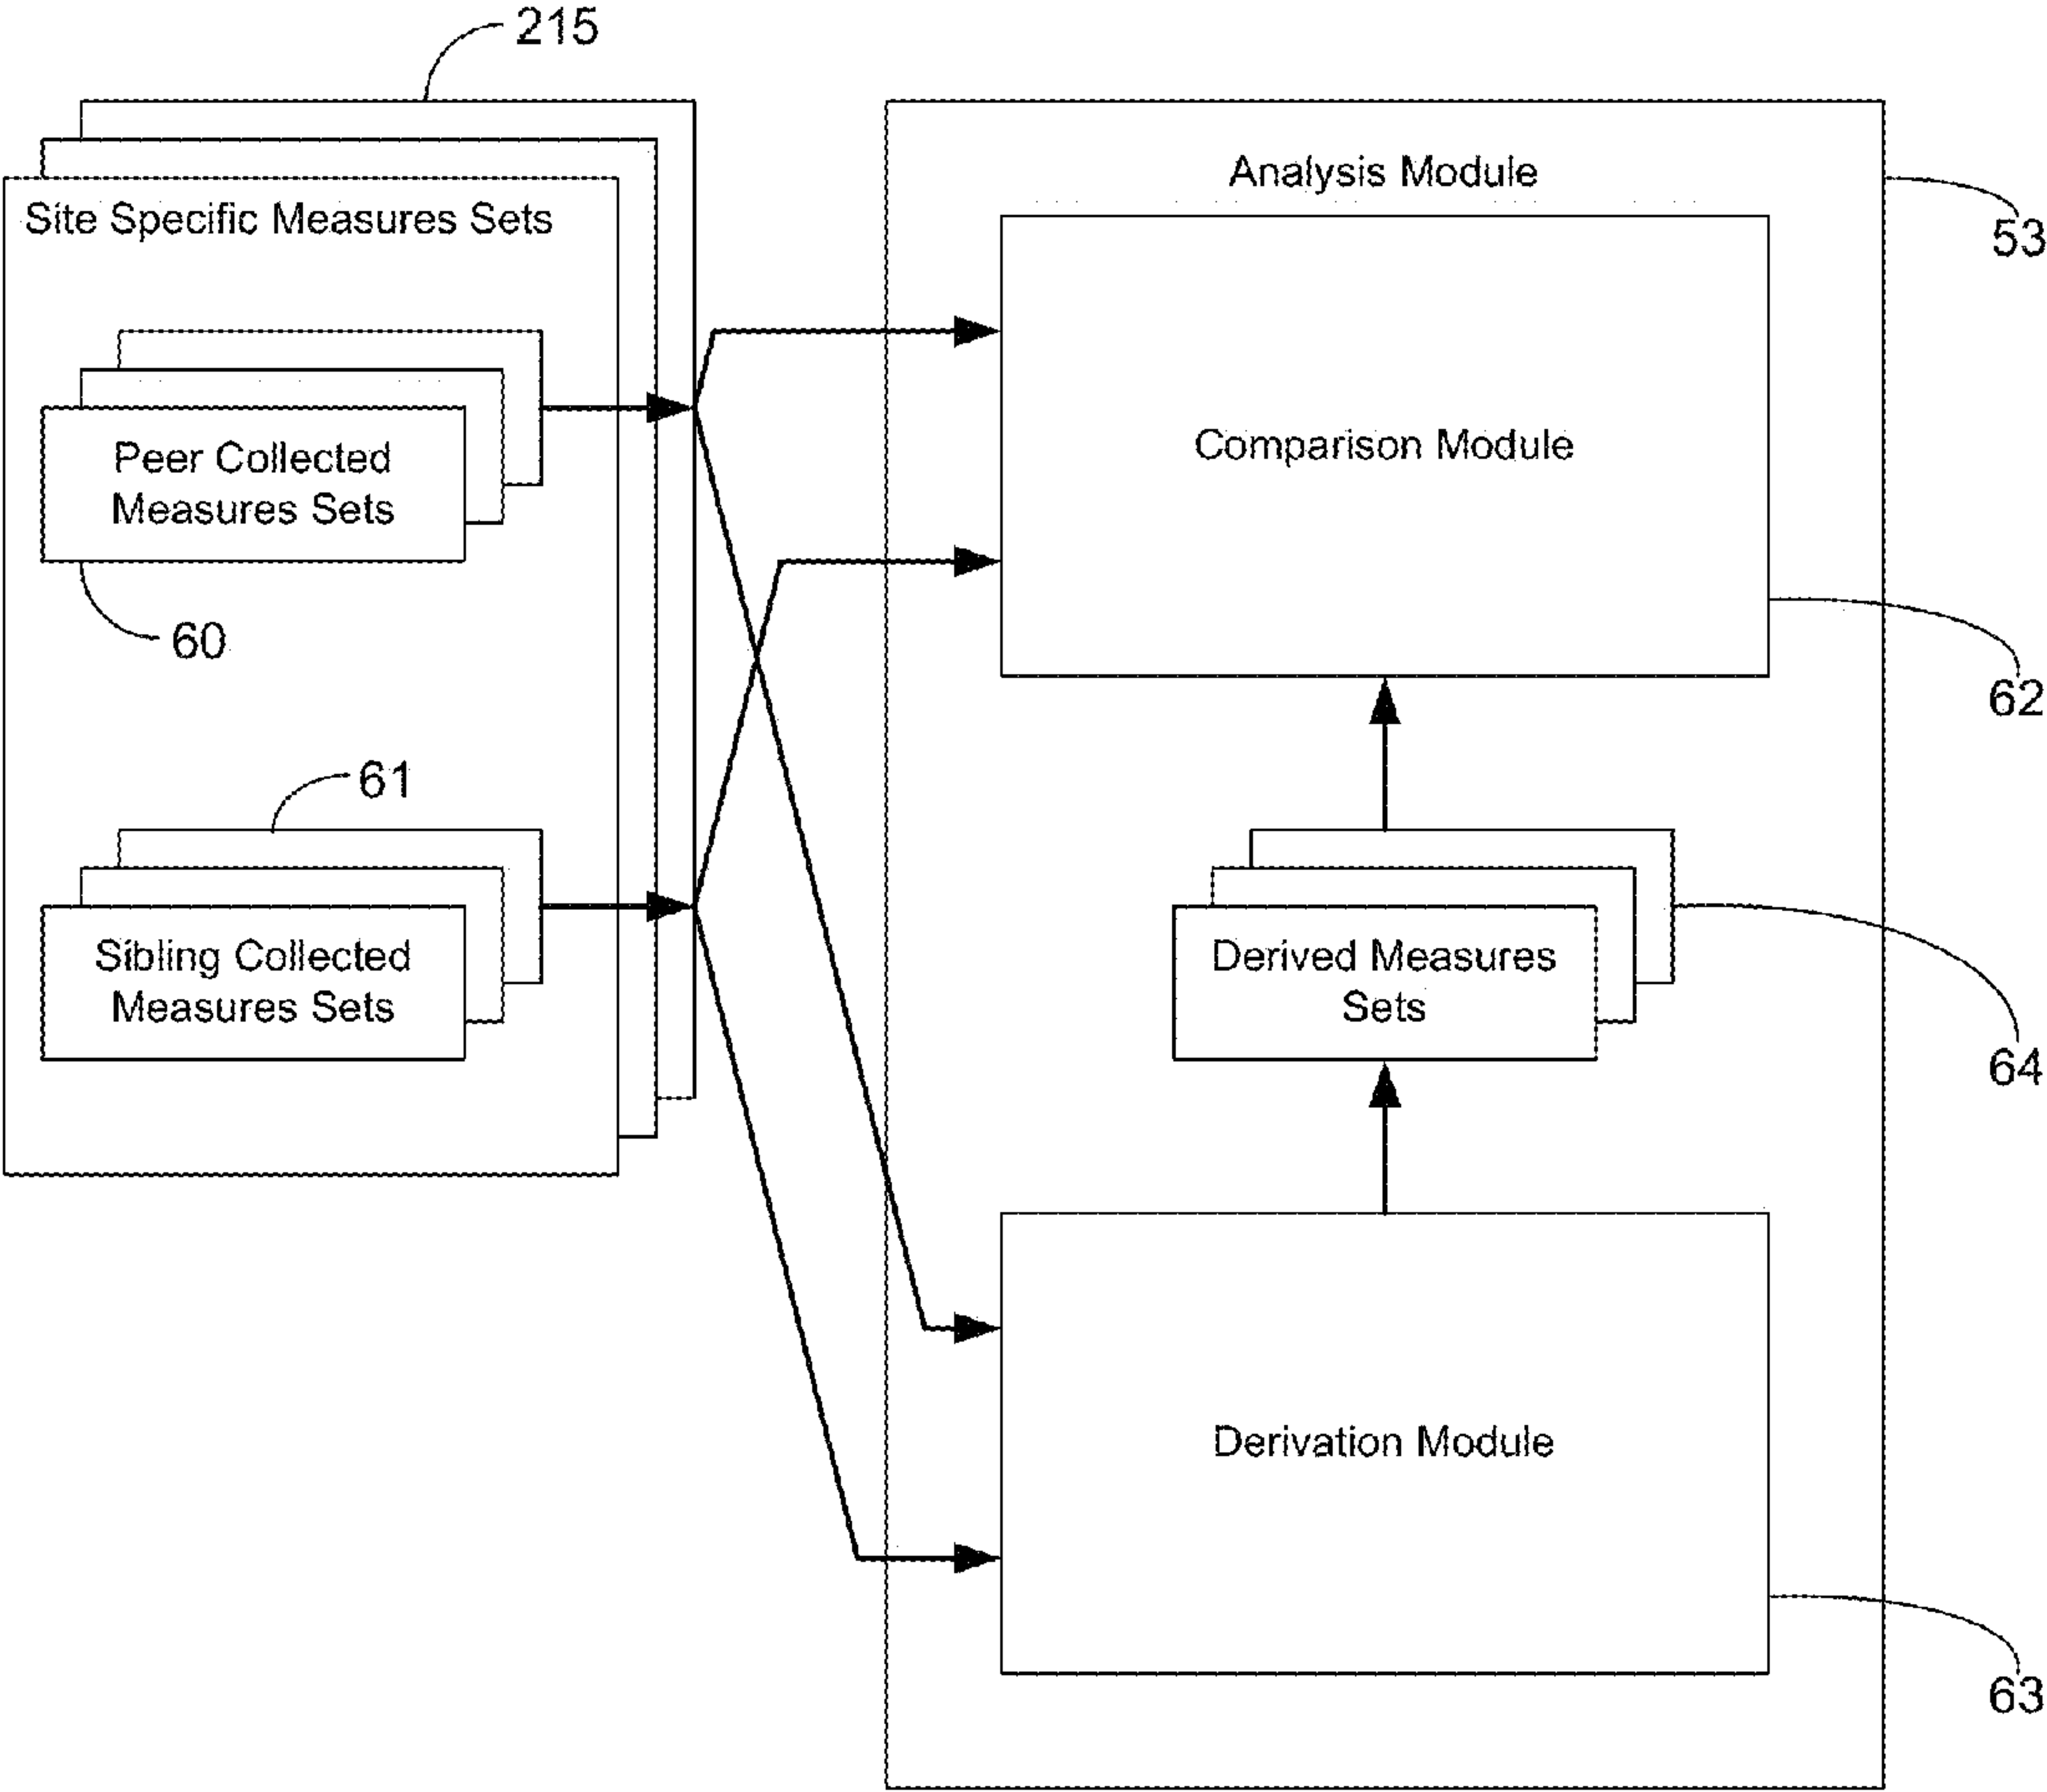 215
Analysis Module
53
Site Specific Measures Sets
Comparison Module
Peer Collected
Measures Sets
60
62
61
Sibling Collected
Measures Sets
Derived Measures
Sets
64
Derivation Module
63